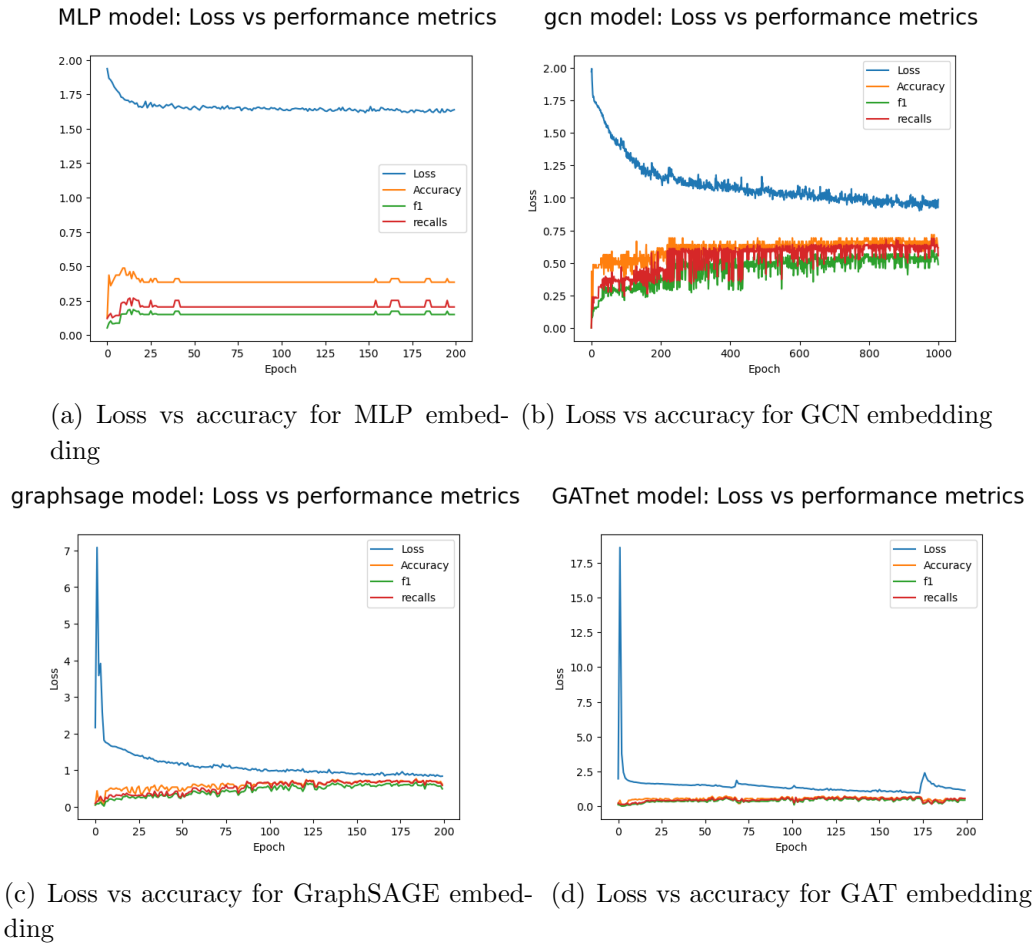 MLP model: Loss vs performance metrics
2.00
1.75
1.50
1.25
1.00
0.75
0.50
0.25
0.00
Loss
Accuracy
f1
recalls
0 25 50 75 100 125 150 175 200
Epoch
gcn model: Loss vs performance metrics
2.00
1.75
1.50
1.25
1.00
0.75
0.50
0.25
0.00
Loss
Loss
Accuracy
f1
recalls
0 200 400 600 800 1000
Epoch
(a) Loss vs accuracy for MLP embed-
ding
(b) Loss vs accuracy for GCN embedding
graphsage model: Loss vs performance metrics
7
6
5
4
3
2
1
0
Loss
Loss
Accuracy
f1
recalls
0 25 50 75 100 125 150 175 200
Epoch
GATnet model: Loss vs performance metrics
17.5
15.0
12.5
10.0
7.5
5.0
2.5
0.0
Loss
Loss
Accuracy
f1
recalls
0 25 50 75 100 125 150 175 200
Epoch
(c) Loss vs accuracy for GraphSAGE embed-
ding
(d) Loss vs accuracy for GAT embedding